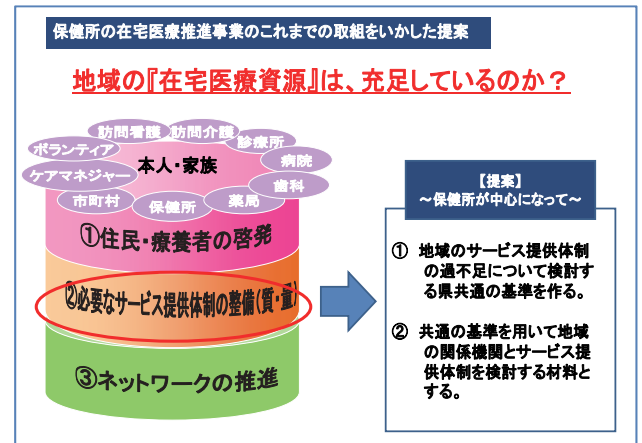 保健所の在宅医療推進事業のこれまでの取組をいかした提案
地域の『在宅医療資源』は、充足しているのか？
訪問看護
訪問介護
診療所
ボランティア
本人・家族
病院
ケアマネジャー
歯科
市町村
保健所
薬局
①住民・療養者の啓発
②必要なサービス提供体制の整備（質・量）
③ネットワークの推進
【提案】
～保健所が中心になって～
① 地域のサービス提供体制
の過不足について検討す
る県共通の基準を作る。
② 共通の基準を用いて地域
の関係機関とサービス提
供体制を検討する材料と
する。